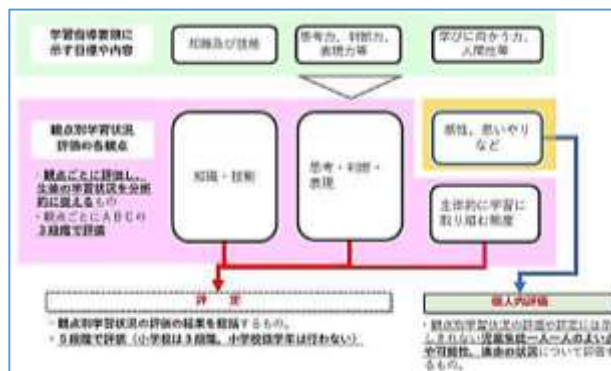 学習指導要領に
示す目標や内容
知識及び技能
思考力、判断力、
表現力等
学びに向かう力、
人間性等
観点別学習状況
評価の各観点
・観点ごとに評価し、
生徒の学習状況を分析
的に捉えるもの
・観点ごとにABCの
3段階で評価
知識・技能
思考・判断・
表現
感性、思いやり
など
主体的に学習に
取り組む態度
評 定
・観点別学習状況の評価の結果を総括するもの。
・5段階で評価(小学校は3段階。小学校低学年は行わない)
個人内評価
・観点別学習状況の評価や評定には示
しきれない児童生徒一人一人のよい点
や可能性、進歩の状況について評価す
るもの。